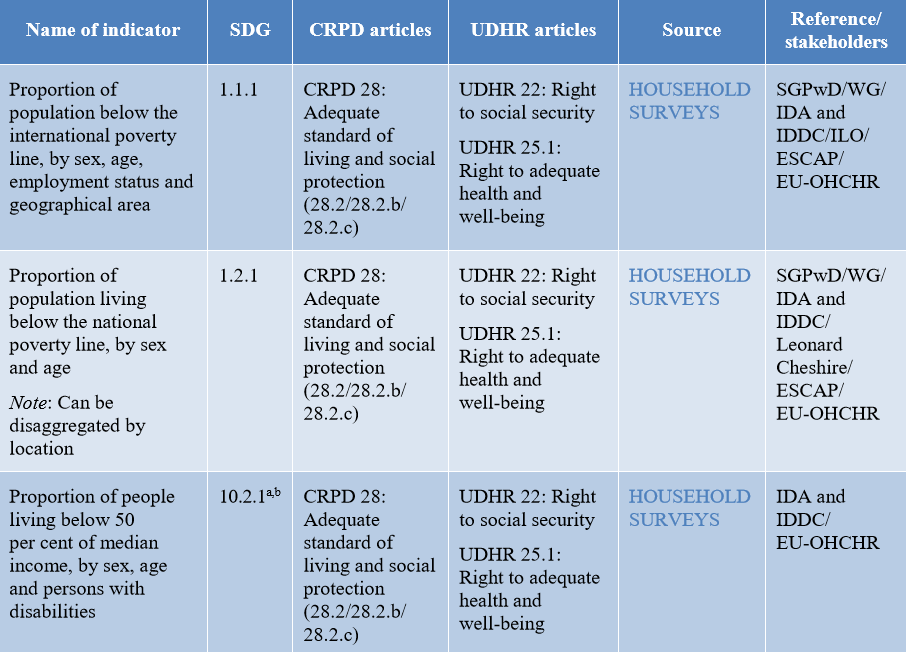 Name of indicator
SDG
CRPD articles
UDHR articles
Source
Reference/
stakeholders
Proportion of
population below the
international poverty
line, by sex, age,
employment status and
geographical area
1.1.1
CRPD 28:
Adequate
standard of
living and social
protection
(28.2/28.2.b/
28.2.c)
UDHR 22: Right
to social security
UDHR 25.1:
Right to adequate
health and
well-being
HOUSEHOLD
SURVEYS
SGPwD/WG/
IDA and
IDDC/ILO/
ESCAP/
EU-OHCHR
Proportion of
population living
below the national
poverty line, by sex
and age
Note: Can be
disaggregated by
location
1.2.1
CRPD 28:
Adequate
standard of
living and social
protection
(28.2/28.2.b/
28.2.c)
UDHR 22: Right
to social security
UDHR 25.1:
Right to adequate
health and
well-being
HOUSEHOLD
SURVEYS
SGPwD/WG/
IDA and
IDDC/
Leonard
Cheshire/
ESCAP/
EU-OHCHR
Proportion of people
living below 50
per cent of median
income, by sex, age
and persons with
disabilities
10.2.1a,b
CRPD 28:
Adequate
standard of
living and social
protection
(28.2/28.2.b/
28.2.c)
UDHR 22: Right
to social security
UDHR 25.1:
Right to adequate
health and
well-being
HOUSEHOLD
SURVEYS
IDA and
IDDC/
EU-OHCHR